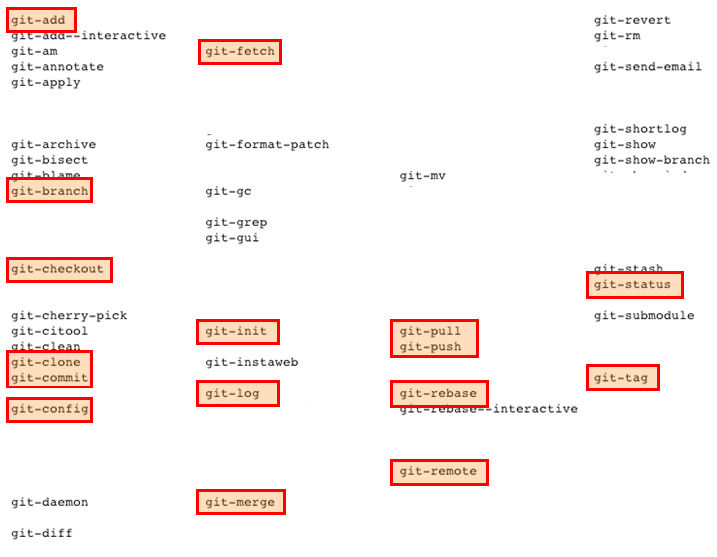 git-add
git-add--interactive
git-am
git-annotate
git-apply
git-archive
git-bisect
git-blame
git-branch
git-checkout
git-cherry-pick
git-citool
git-clean
git-clone
git-commit
git-config
git-daemon
git-diff
git-fetch
git-format-patch
git-gc
git-grep
git-gui
git-init
git-instaweb
git-log
git-merge
git-mv
git-pull
git-push
git-rebase
git-rebase--interactive
git-remote
git-revert
git-rm
git-send-email
git-shortlog
git-show
git-show-branch
git-stash
git-status
git-submodule
git-tag